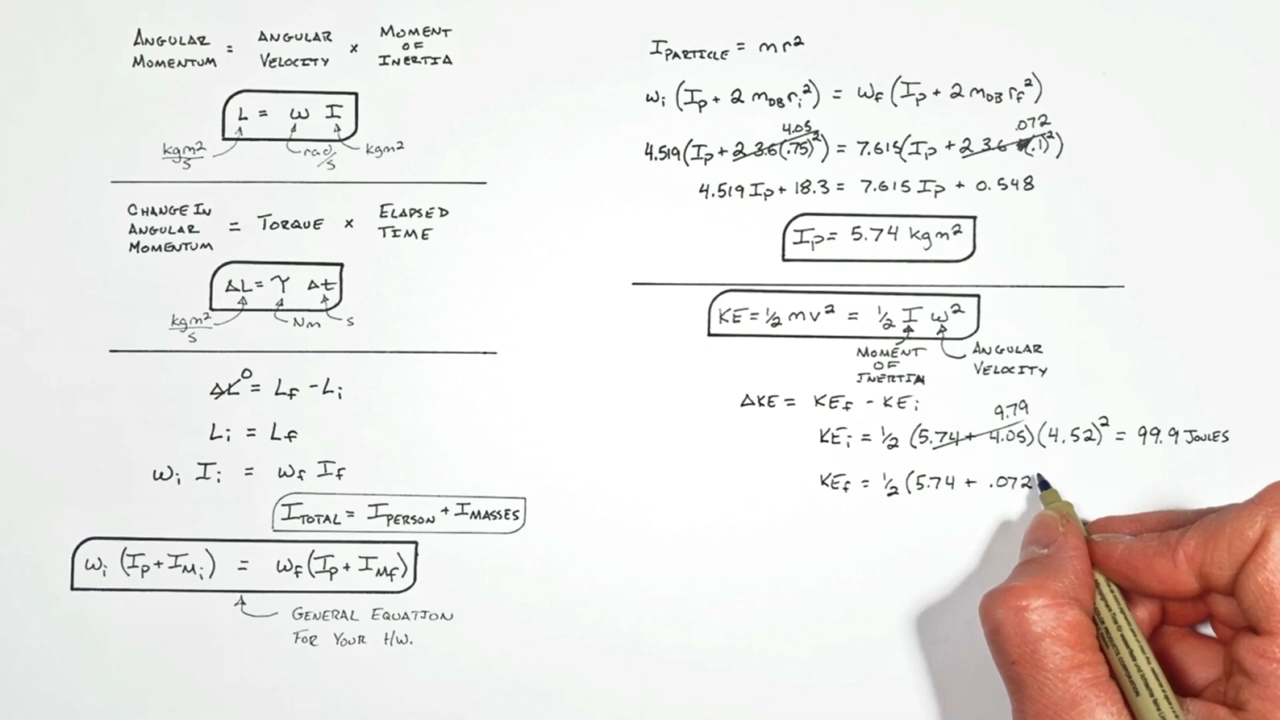 ANGULAR MOMENTUM = ANGULAR VELOCITY × MOMENT OF INERTIA
L = ω I
kgm²/s rad/s kgm²
CHANGE IN ANGULAR MOMENTUM = TORQUE × ELAPSED TIME
ΔL = τ Δt
kgm²/s Nm s
ΔL⁰ = Lf - Li
Li = Lf
ωi Ii = ωf If
ITOTAL = IPERSON + IMASSES
ωi (Ip + IMi) = ωf (Ip + IMf)
GENERAL EQUATION
FOR YOUR H/W.
IPARTICLE = mr²
ωi (Ip + 2 mDB ri²) = ωf (Ip + 2 mDB rf²)
4.05 .072
4.519 (Ip + 2 3.6 (.75)²) = 7.615 (Ip + 2 3.6 (.1)²)
4.519 Ip + 18.3 = 7.615 Ip + 0.548
Ip = 5.74 kgm²
KE = ½ mv² = ½ I ω²
MOMENT OF INERTIA
ANGULAR VELOCITY
ΔKE = KEf - KEi
9.79
KEi = ½ (5.74 + 4.05)(4.52)² = 99.9 JOULES
KEf = ½ (5.74 + .072